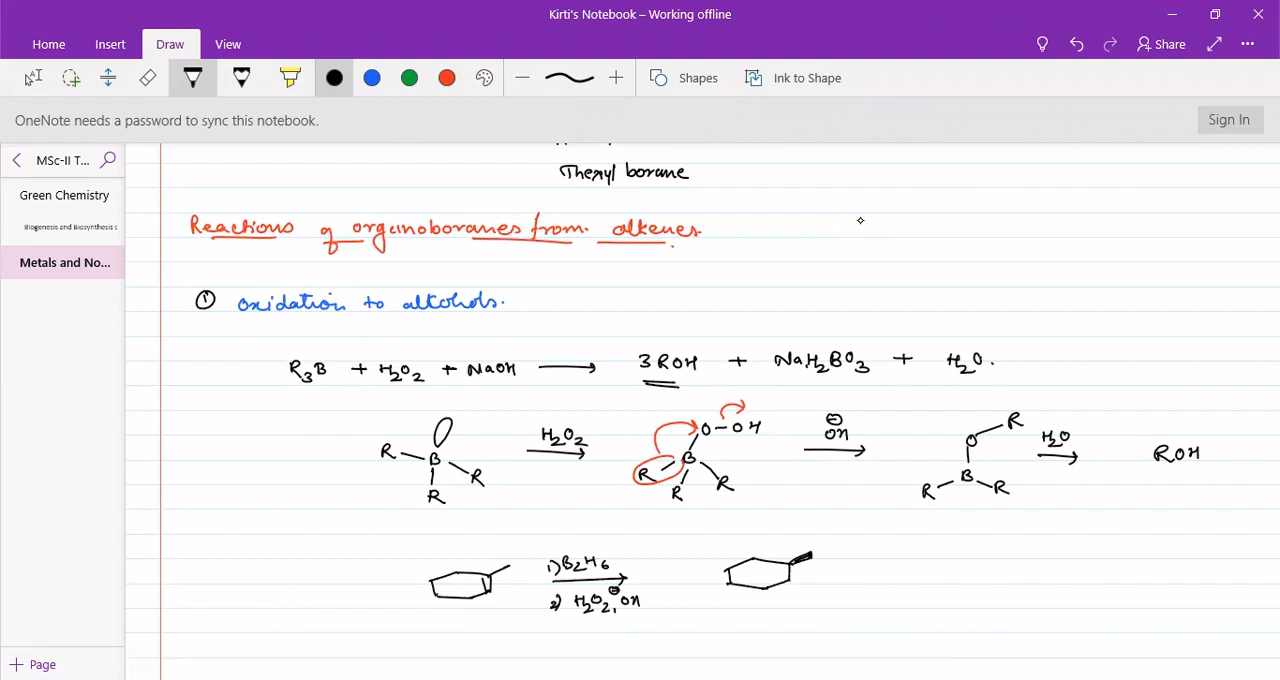 Kirti's Notebook – Working offline
Home Insert Draw View Share
Shapes Ink to Shape
OneNote needs a password to sync this notebook. Sign In
MSc-II T...
Green Chemistry
Biogenesis and Biosynthesis
Metals and No...
Page
Thexyl borane
Reactions of organoboranes from alkenes.
① oxidation to alcohols.
R3B + H2O2 + NaOH ⟶ 3ROH + NaH2BO3 + H2O.
R B R R H2O2 R B O-OH R R ⊖OH R B O R R H2O ROH
1) B2H6
2) H2O2, ⊖OH